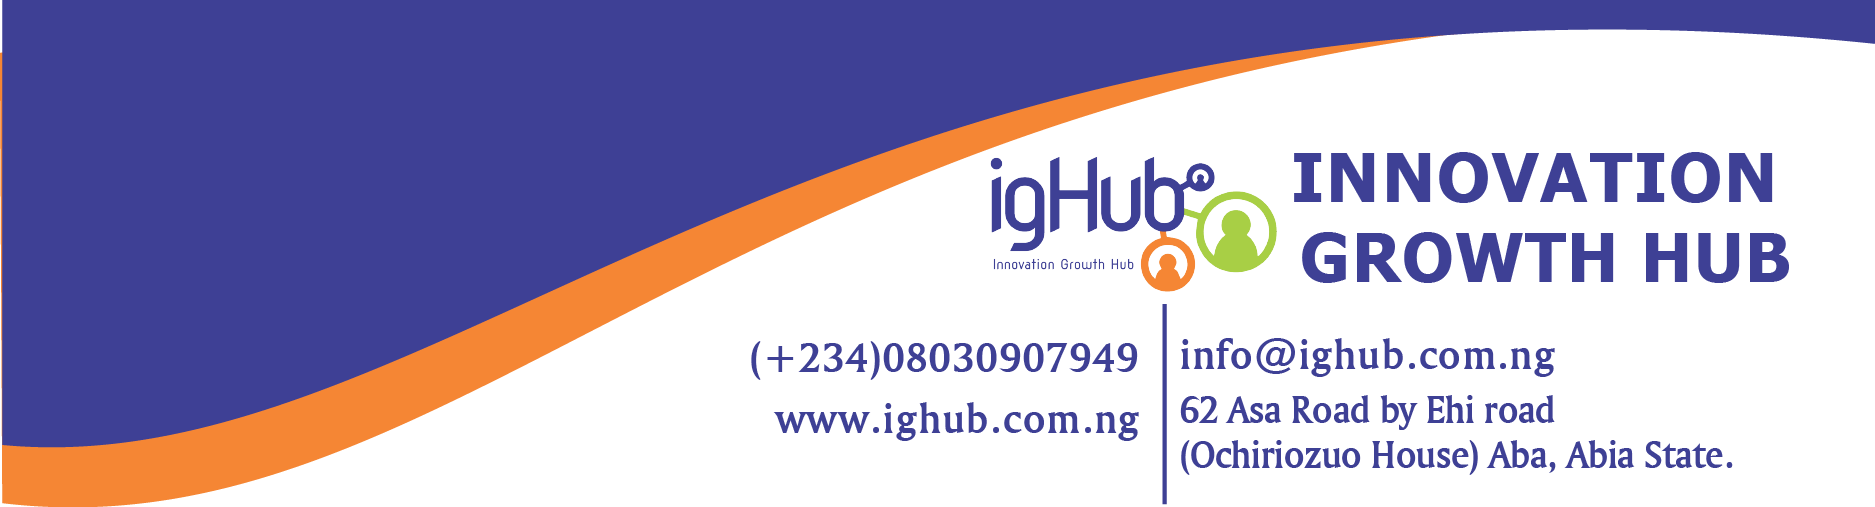 igHub
Innovation Growth Hub
INNOVATION
GROWTH HUB
(+234)08030907949
www.ighub.com.ng
info@ighub.com.ng
62 Asa Road by Ehi road
(Ochiriozuo House) Aba, Abia State.